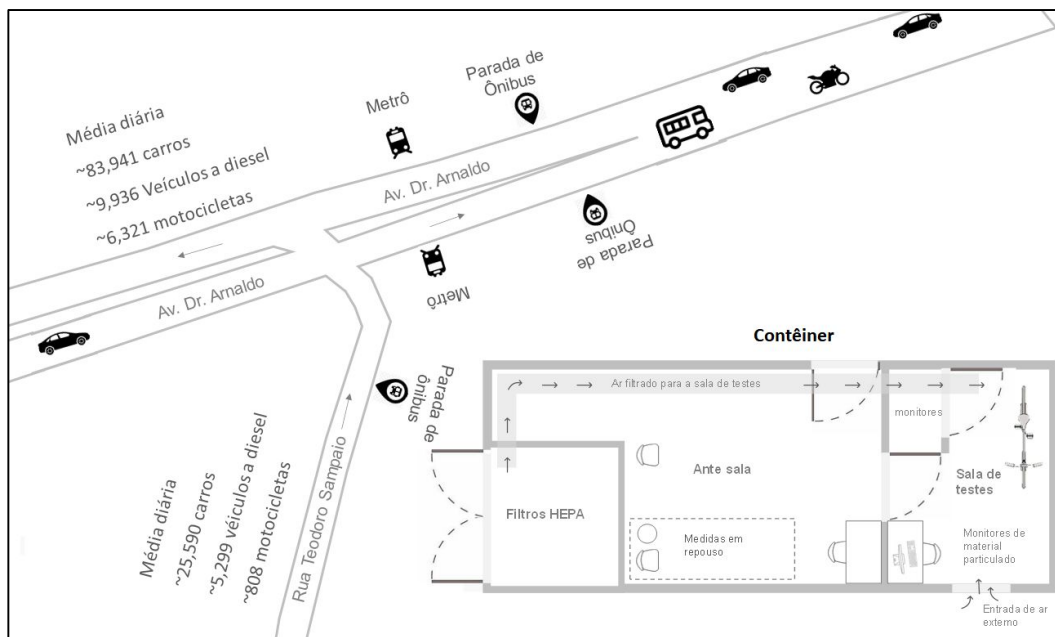 Média diária
~83,941 carros
~9,936 Veículos a diesel
~6,321 motocicletas
Metrô
Parada de
Ônibus
Av. Dr. Arnaldo
Parada de
Ônibus
Metrô
Av. Dr. Arnaldo
Parada de
ônibus
Média diária
~25,590 carros
~5,299 véiculos a diesel
~808 motocicletas
Rua Teodoro Sampaio
Contêiner
Ar filtrado para a sala de testes
monitores
Ante sala
Sala de
testes
Filtros HEPA
Medidas em
repouso
Monitores de
material
particulado
Entrada de ar
externo